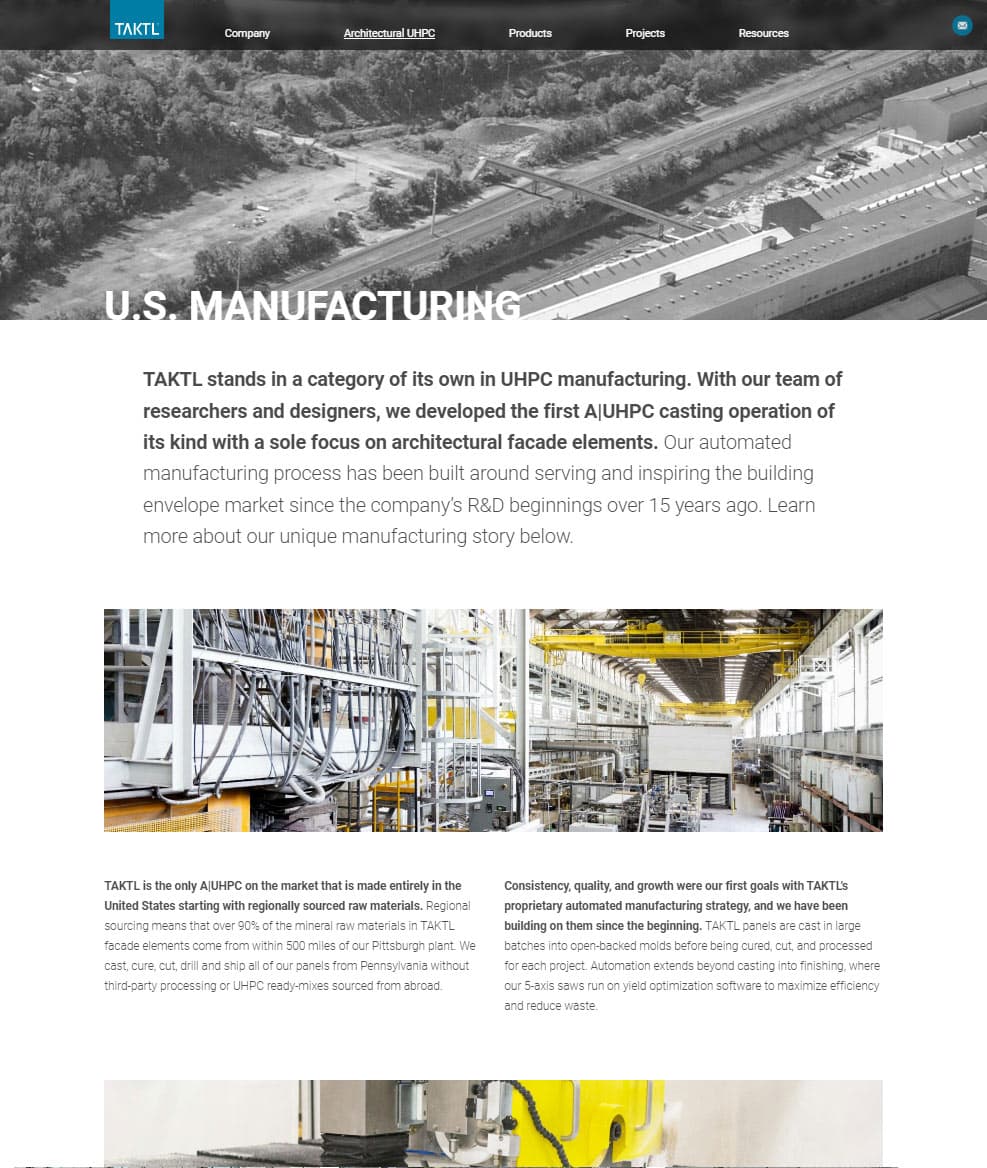 TAKTL
Company
Architectural UHPC
Products
Projects
Resources
U.S. MANUFACTURING
TAKTL stands in a category of its own in UHPC manufacturing. With our team of
researchers and designers, we developed the first A|UHPC casting operation of
its kind with a sole focus on architectural facade elements. Our automated
manufacturing process has been built around serving and inspiring the building
envelope market since the company’s R&D beginnings over 15 years ago. Learn
more about our unique manufacturing story below.
TAKTL is the only A|UHPC on the market that is made entirely in the
United States starting with regionally sourced raw materials. Regional
sourcing means that over 90% of the mineral raw materials in TAKTL
facade elements come from within 500 miles of our Pittsburgh plant. We
cast, cure, cut, drill and ship all of our panels from Pennsylvania without
third-party processing or UHPC ready-mixes sourced from abroad.
Consistency, quality, and growth were our first goals with TAKTL’s
proprietary automated manufacturing strategy, and we have been
building on them since the beginning. TAKTL panels are cast in large
batches into open-backed molds before being cured, cut, and processed
for each project. Automation extends beyond casting into finishing, where
our 5-axis saws run on yield optimization software to maximize efficiency
and reduce waste.